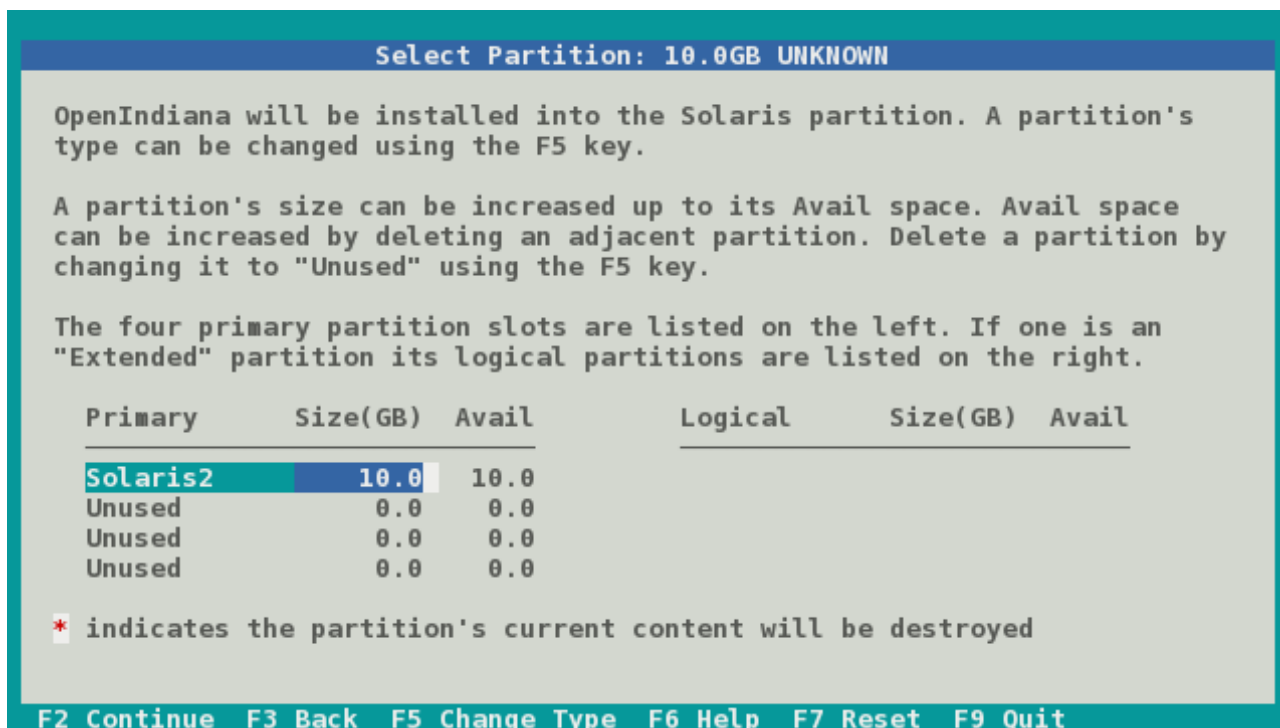 Select Partition: 10.0GB UNKNOWN
OpenIndiana will be installed into the Solaris partition. A partition's
type can be changed using the F5 key.
A partition's size can be increased up to its Avail space. Avail space
can be increased by deleting an adjacent partition. Delete a partition by
changing it to "Unused" using the F5 key.
The four primary partition slots are listed on the left. If one is an
"Extended" partition its logical partitions are listed on the right.
Primary Size(GB) Avail Logical Size(GB) Avail
Solaris2 10.0 10.0
Unused 0.0 0.0
Unused 0.0 0.0
Unused 0.0 0.0
* indicates the partition's current content will be destroyed
F2 Continue F3 Back F5 Change Type F6 Help F7 Reset F9 Quit